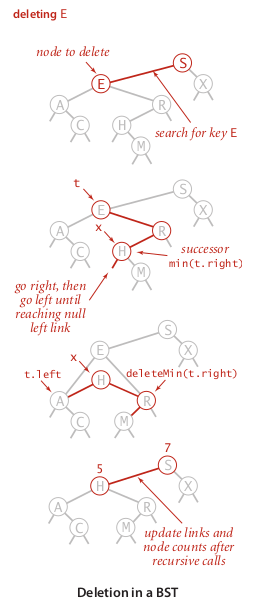 deleting E
node to delete
S
E
X
A
R
C
H
M
search for key E
t
S
E
X
x
A
R
H
C
successor
min(t.right)
M
go right, then
go left until
reaching null
left link
S
E
X
x
t.left
H
deleteMin(t.right)
A
R
C
M
7
5
S
H
X
A
R
C
M
update links and
node counts after
recursive calls
Deletion in a BST